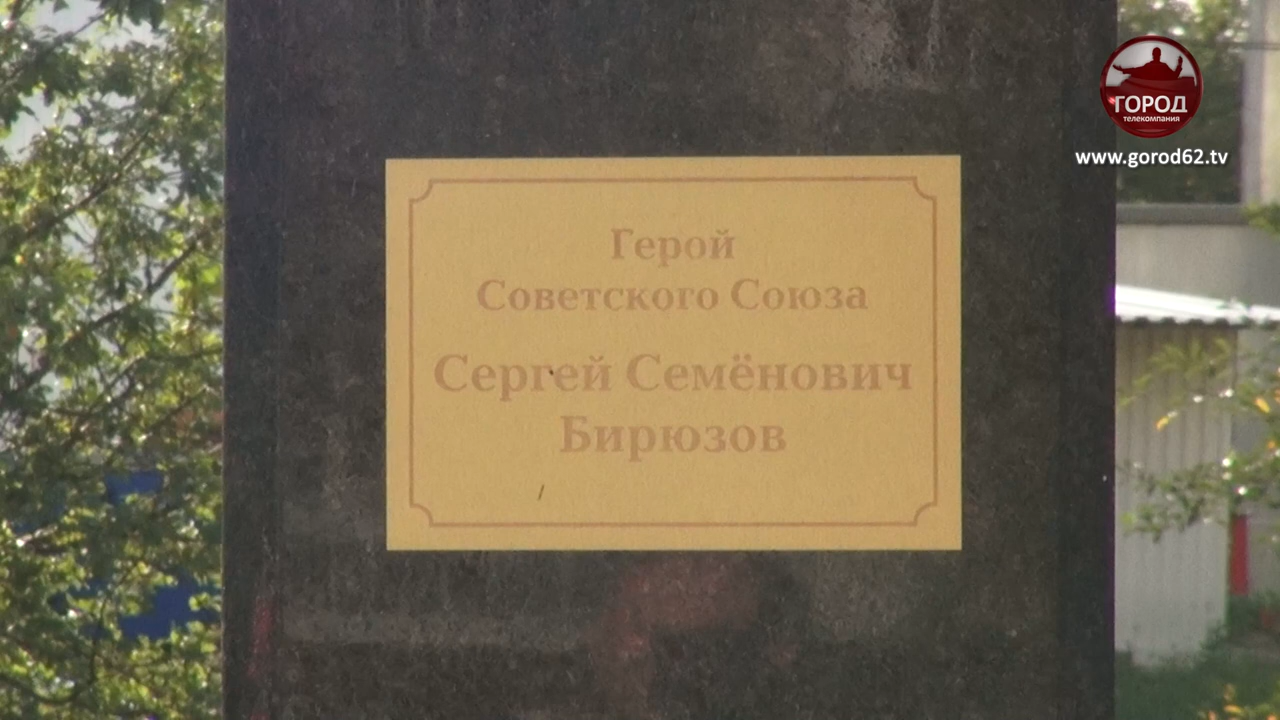 ГОРОД
телекомпания
www.gorod62.tv
Герой
Советского Союза
Сергей Семёнович
Бирюзов